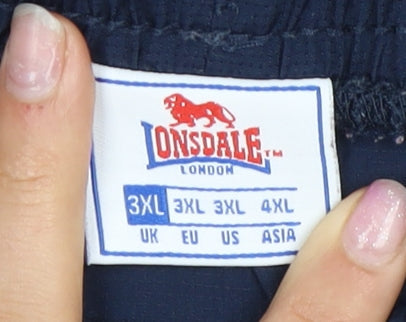 LONSDALE™
LONDON
3XL 3XL 3XL 4XL
UK EU US ASIA